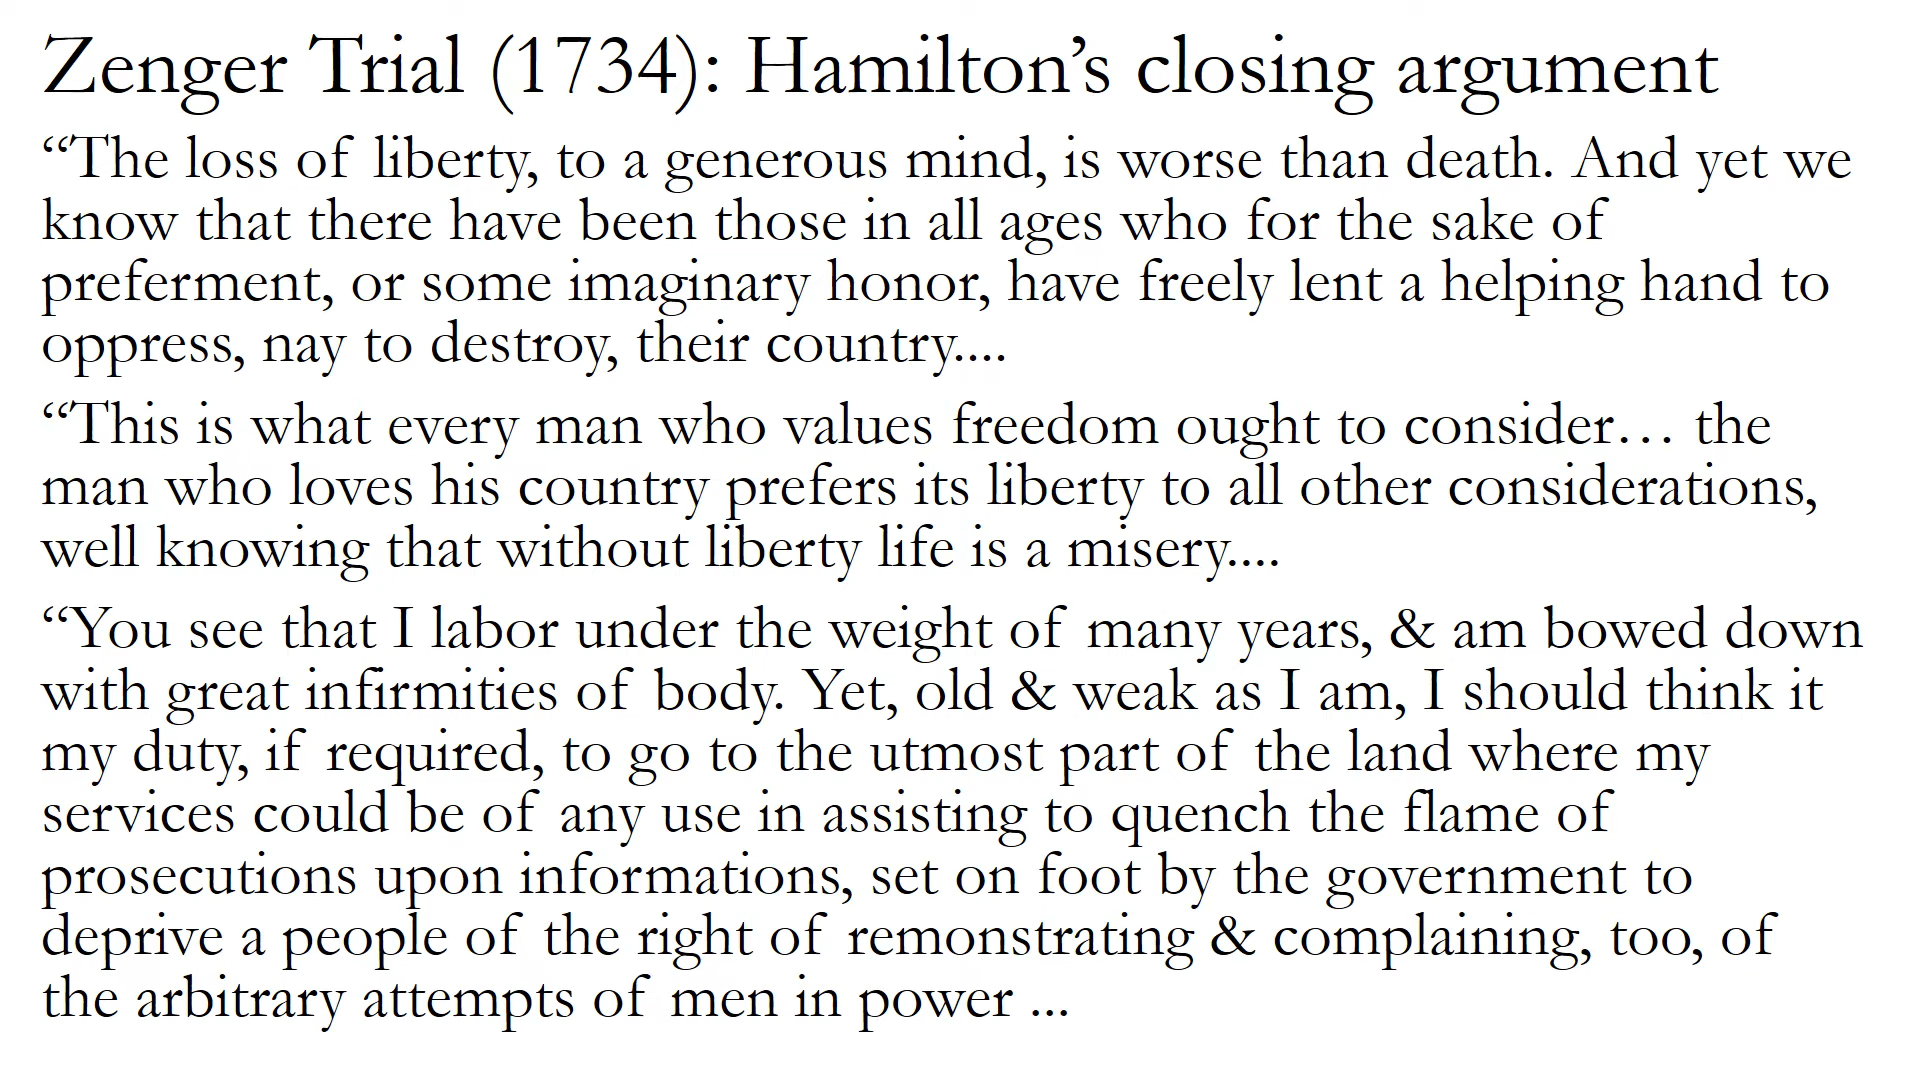 Zenger Trial (1734): Hamilton’s closing argument
“The loss of liberty, to a generous mind, is worse than death. And yet we
know that there have been those in all ages who for the sake of
preferment, or some imaginary honor, have freely lent a helping hand to
oppress, nay to destroy, their country....
“This is what every man who values freedom ought to consider… the
man who loves his country prefers its liberty to all other considerations,
well knowing that without liberty life is a misery....
“You see that I labor under the weight of many years, & am bowed down
with great infirmities of body. Yet, old & weak as I am, I should think it
my duty, if required, to go to the utmost part of the land where my
services could be of any use in assisting to quench the flame of
prosecutions upon informations, set on foot by the government to
deprive a people of the right of remonstrating & complaining, too, of
the arbitrary attempts of men in power ...